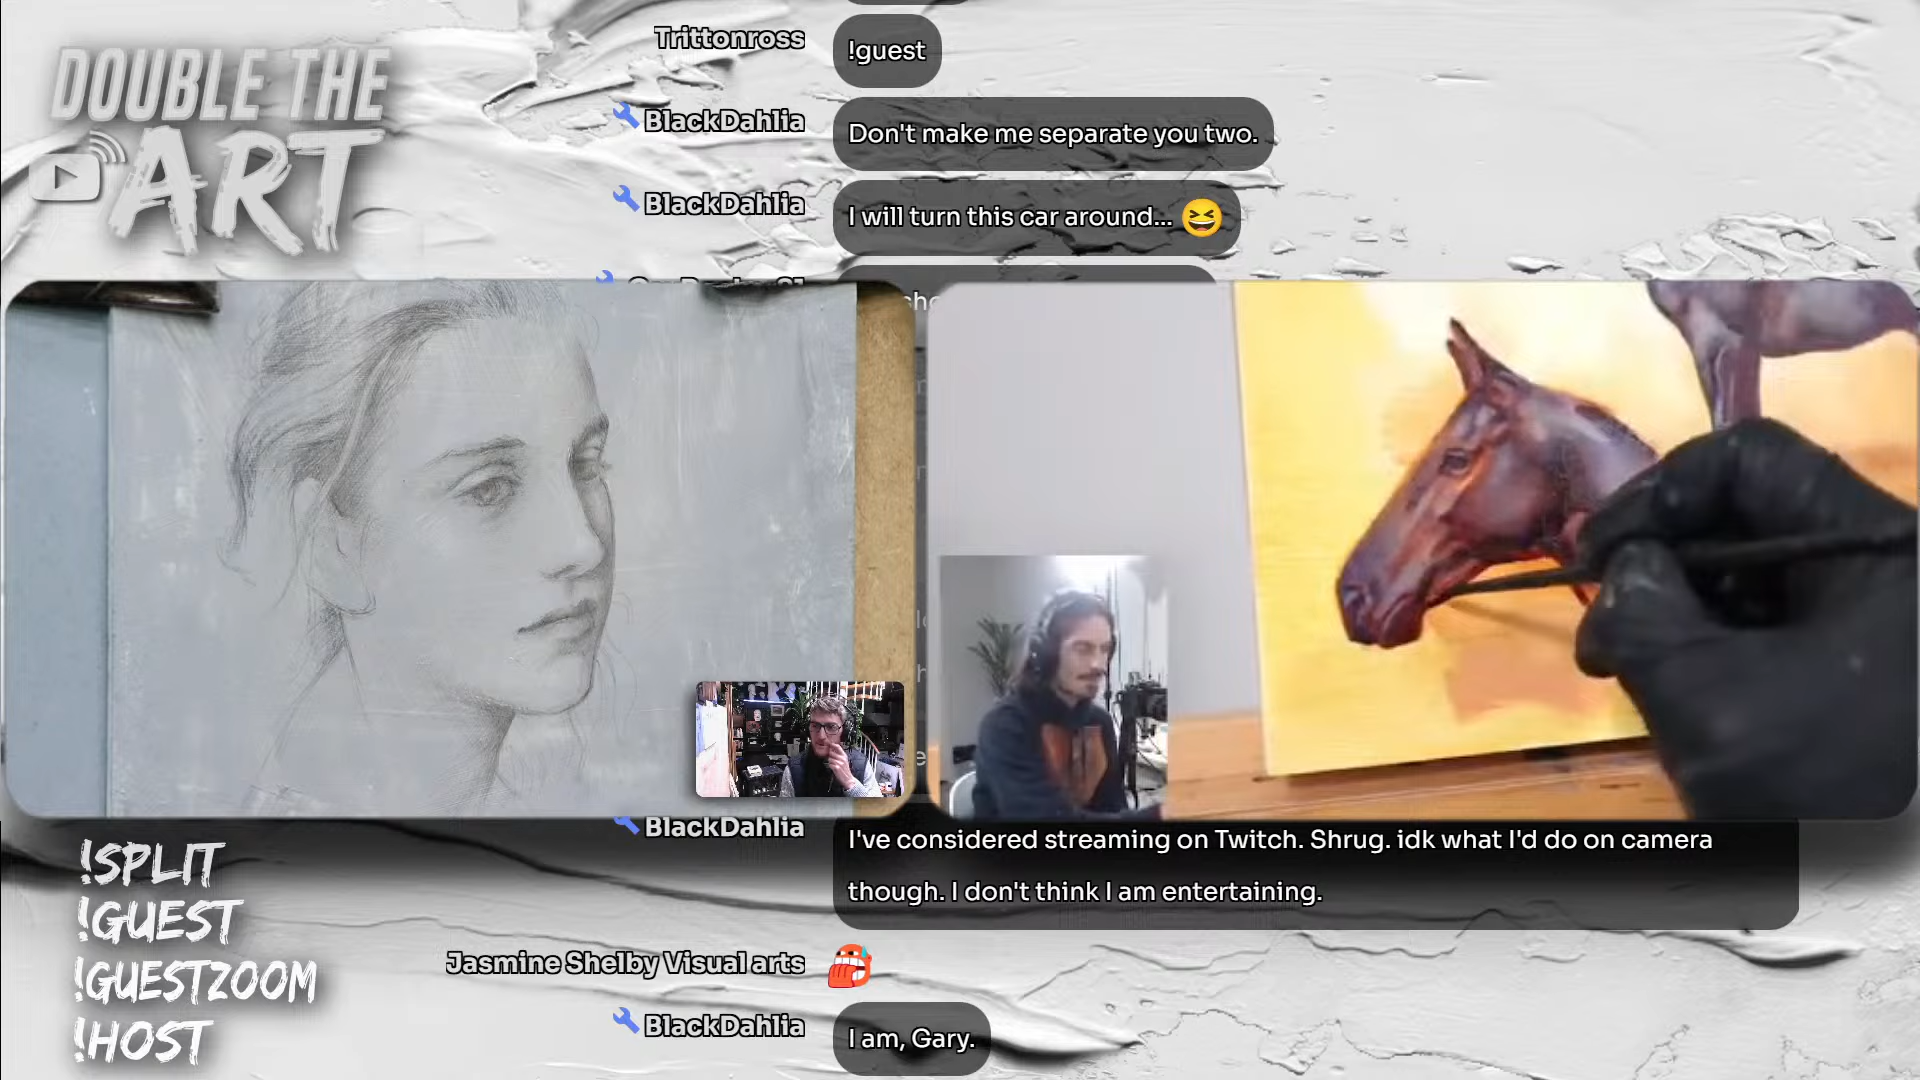 DOUBLE THE
ART
Trittonross
!guest
BlackDahlia
Don't make me separate you two.
BlackDahlia
I will turn this car around... 😆
BlackDahlia
I've considered streaming on Twitch. Shrug. idk what I'd do on camera
though. I don't think I am entertaining.
Jasmine Shelby Visual arts
BlackDahlia
I am, Gary.
!SPLIT
!GUEST
!GUESTZOOM
!HOST